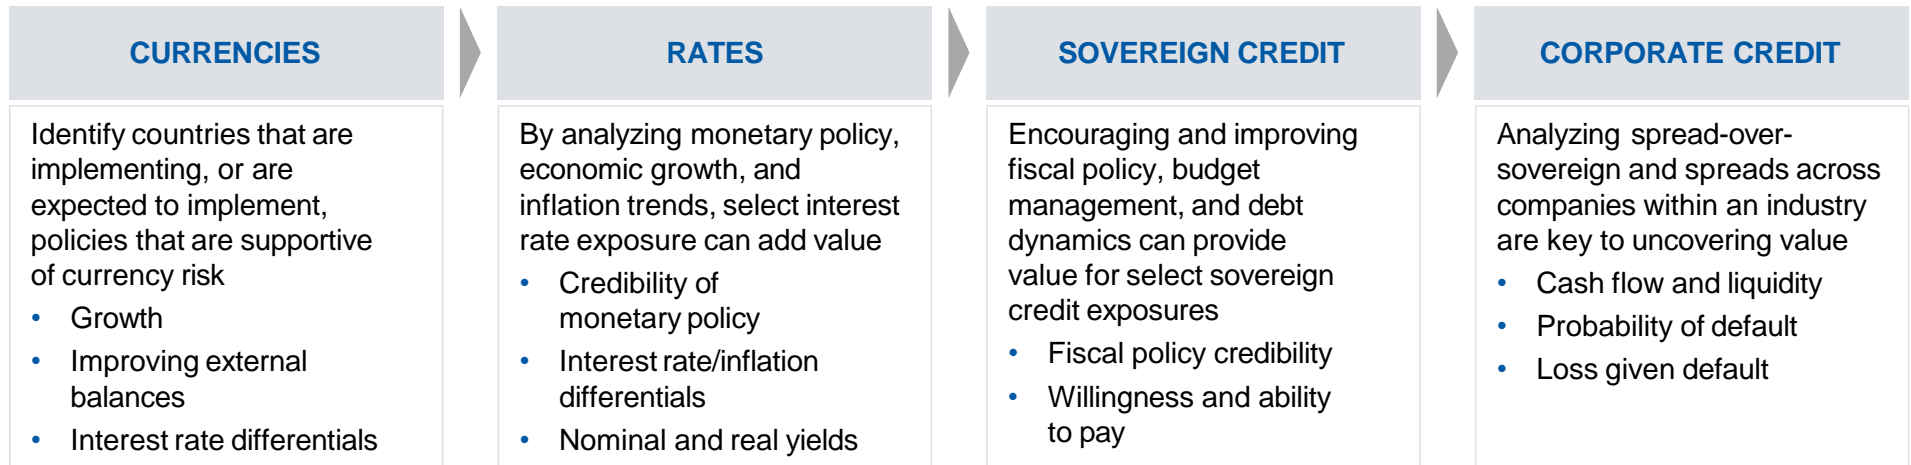 CURRENCIES
Identify countries that are
implementing, or are
expected to implement,
policies that are supportive
of currency risk
• Growth
• Improving external
balances
• Interest rate differentials
RATES
By analyzing monetary policy,
economic growth, and
inflation trends, select interest
rate exposure can add value
• Credibility of
monetary policy
• Interest rate/inflation
differentials
• Nominal and real yields
SOVEREIGN CREDIT
Encouraging and improving
fiscal policy, budget
management, and debt
dynamics can provide
value for select sovereign
credit exposures
• Fiscal policy credibility
• Willingness and ability
to pay
CORPORATE CREDIT
Analyzing spread-over-
sovereign and spreads across
companies within an industry
are key to uncovering value
• Cash flow and liquidity
• Probability of default
• Loss given default